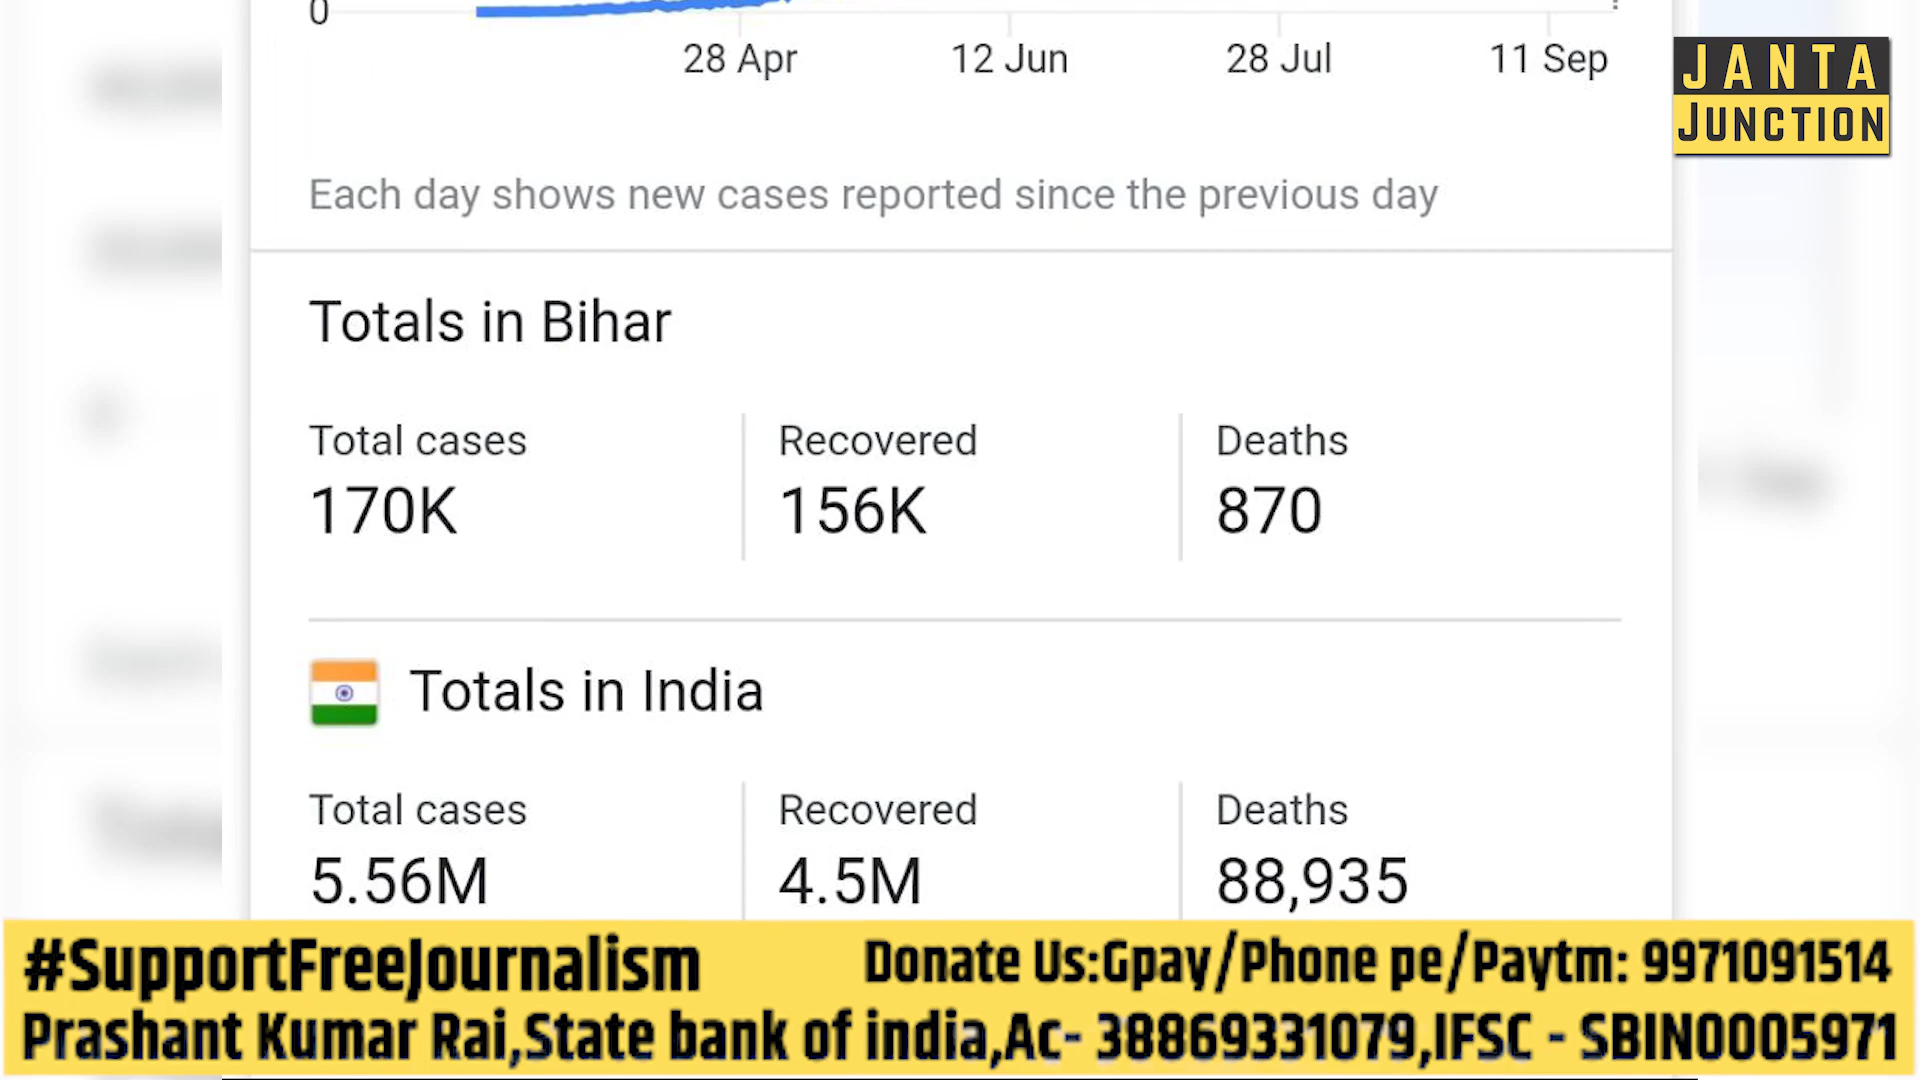 0
28 Apr 12 Jun 28 Jul 11 Sep
JANTA
JUNCTION
Each day shows new cases reported since the previous day
Totals in Bihar
Total cases Recovered Deaths
170K 156K 870
Totals in India
Total cases Recovered Deaths
5.56M 4.5M 88,935
#SupportFreeJournalism Donate Us:Gpay/Phone pe/Paytm: 9971091514
Prashant Kumar Rai,State bank of india,Ac- 38869331079,IFSC - SBIN0005971